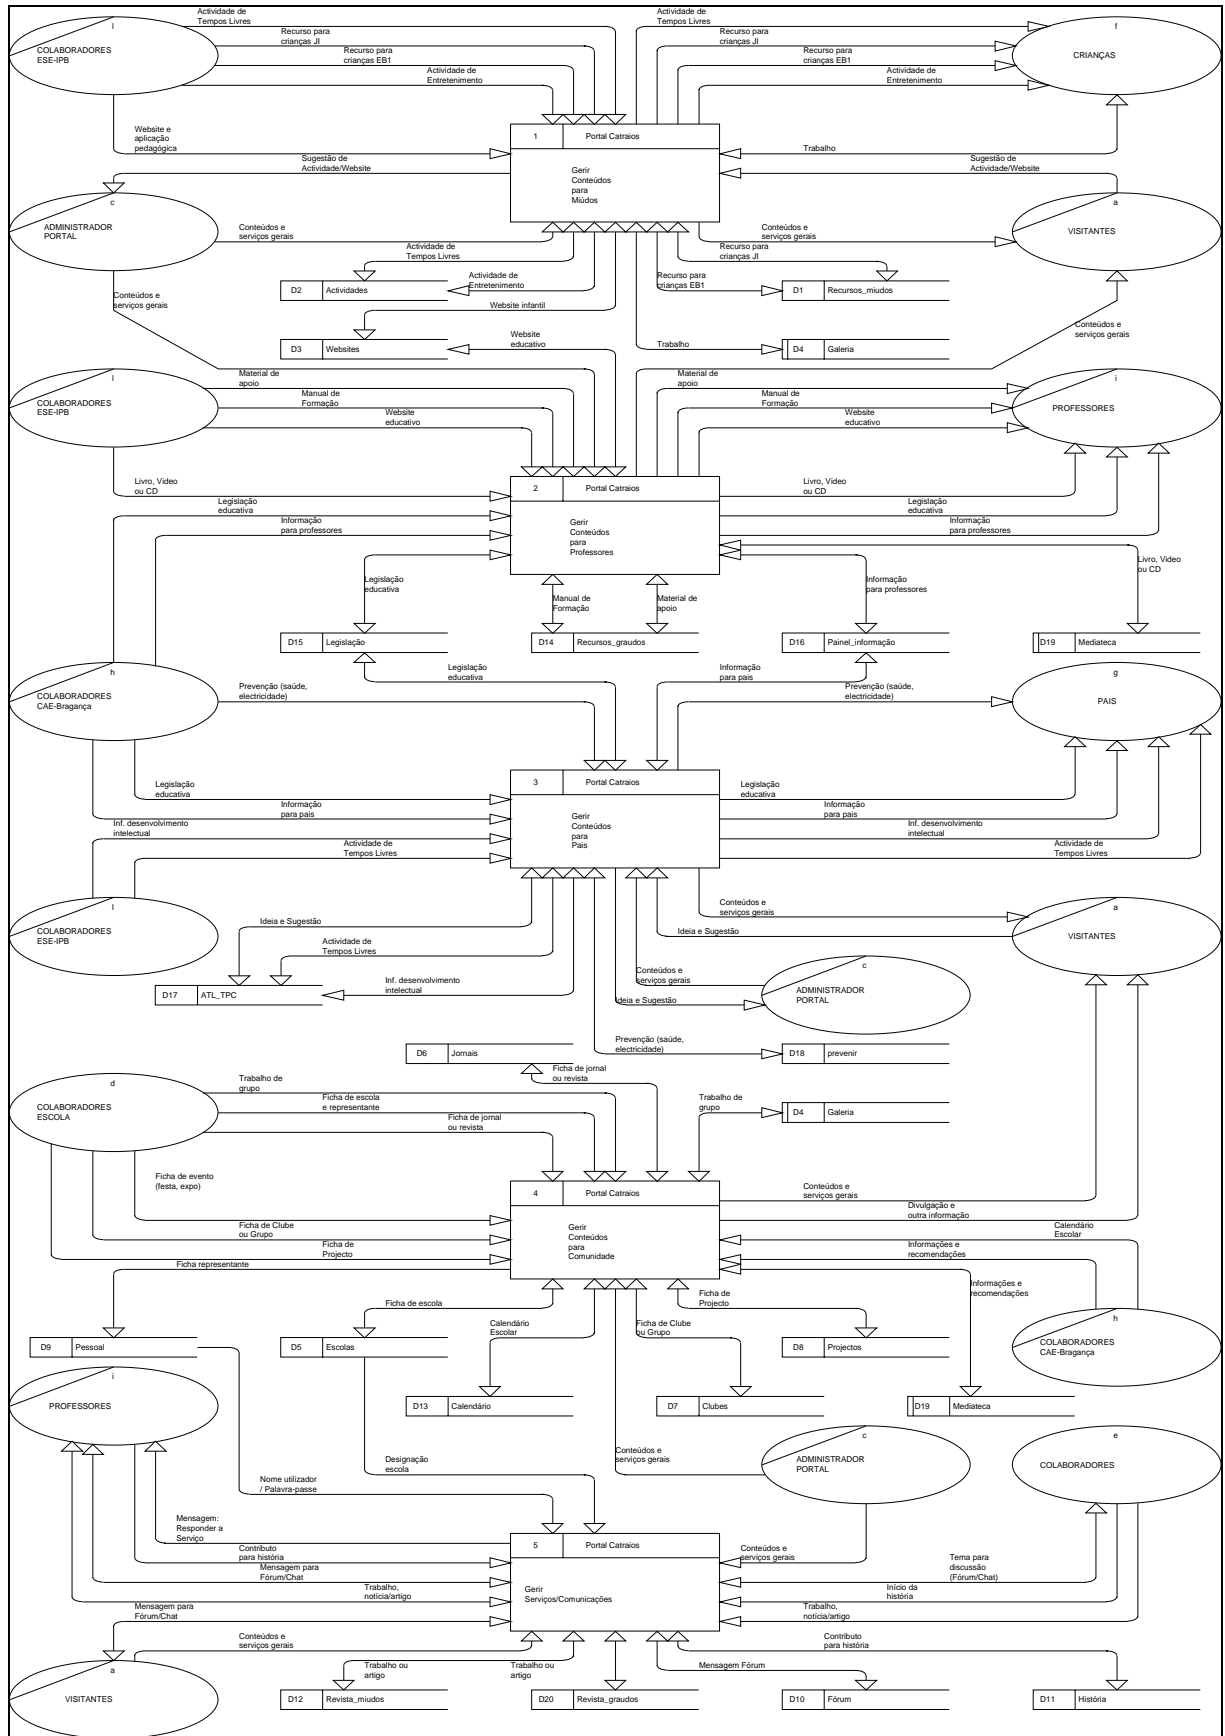 Actividade de
Tempos Livres
Recurso para
crianças JI
Recurso para
crianças EB1
Actividade de
Entretenimento
l
COLABORADORES
ESE-IPB
Actividade de
Tempos Livres
Recurso para
crianças JI
Recurso para
crianças EB1
Actividade de
Entretenimento
f
CRIANÇAS
Website e
aplicação
pedagógica
1
Portal Catraios
Gerir
Conteúdos
para
Miúdos
Trabalho
Sugestão de
Actividade/Website
Sugestão de
Actividade/Website
c
ADMINISTRADOR
PORTAL
a
VISITANTES
Conteúdos e
serviços gerais
Conteúdos e
serviços gerais
Actividade de
Tempos Livres
Recurso para
crianças JI
Actividade de
Entretenimento
Recurso para
crianças EB1
D2
Actividades
D1
Recursos_miudos
Conteúdos e
serviços gerais
Website infantil
Website
educativo
Trabalho
Conteúdos e
serviços gerais
D3
Websites
D4
Galeria
l
COLABORADORES
ESE-IPB
Material de
apoio
Manual de
Formação
Website
educativo
Material de
apoio
Manual de
Formação
Website
educativo
i
PROFESSORES
Livro, Video
ou CD
Legislação
educativa
Informação
para professores
2
Portal Catraios
Gerir
Conteúdos
para
Professores
Livro, Video
ou CD
Legislação
educativa
Informação
para professores
Legislação
educativa
Manual de
Formação
Material de
apoio
Informação
para professores
Livro, Video
ou CD
D15
Legislação
D14
Recursos_graudos
D16
Painel_informação
D19
Mediateca
Legislação
educativa
Informação
para pais
h
COLABORADORES
CAE-Bragança
Prevenção (saúde,
electricidade)
Prevenção (saúde,
electricidade)
g
PAIS
3
Portal Catraios
Gerir
Conteúdos
para
Pais
Legislação
educativa
Informação
para pais
Inf. desenvolvimento
intelectual
Actividade de
Tempos Livres
Legislação
educativa
Informação
para pais
Inf. desenvolvimento
intelectual
Actividade de
Tempos Livres
l
COLABORADORES
ESE-IPB
Ideia e Sugestão
Actividade de
Tempos Livres
Inf. desenvolvimento
intelectual
D17
ATL_TPC
Conteúdos e
serviços gerais
Ideia e Sugestão
a
VISITANTES
Conteúdos e
serviços gerais
Ideia e Sugestão
c
ADMINISTRADOR
PORTAL
Prevenção (saúde,
electricidade)
D18
prevenir
D6
Jornais
Ficha de jornal
ou revista
Trabalho de
grupo
D4
Galeria
d
COLABORADORES
ESCOLA
Trabalho de
grupo
Ficha de escola
e representante
Ficha de jornal
ou revista
Ficha de evento
(festa, expo)
Ficha de Clube
ou Grupo
Ficha de
Projecto
Ficha representante
4
Portal Catraios
Gerir
Conteúdos
para
Comunidade
Conteúdos e
serviços gerais
Divulgação e
outra informação
Calendário
Escolar
Informações e
recomendações
Informações e
recomendações
Ficha de escola
Calendário
Escolar
Ficha de Clube
ou Grupo
Ficha de
Projecto
D9
Pessoal
D5
Escolas
D8
Projectos
h
COLABORADORES
CAE-Bragança
D13
Calendário
D7
Clubes
D19
Mediateca
i
PROFESSORES
Designação
escola
Nome utilizador
/ Palavra-passe
Conteúdos e
serviços gerais
c
ADMINISTRADOR
PORTAL
e
COLABORADORES
Mensagem:
Responder a
Serviço
Contributo
para história
Mensagem para
Fórum/Chat
Trabalho,
notícia/artigo
Mensagem para
Fórum/Chat
Conteúdos e
serviços gerais
5
Portal Catraios
Gerir
Serviços/Comunicações
Conteúdos e
serviços gerais
Tema para
discussão
(Fórum/Chat)
Início da
história
Trabalho,
notícia/artigo
a
VISITANTES
Trabalho ou
artigo
Trabalho ou
artigo
Mensagem Fórum
Contributo
para história
D12
Revista_miudos
D20
Revista_graudos
D10
Fórum
D11
História